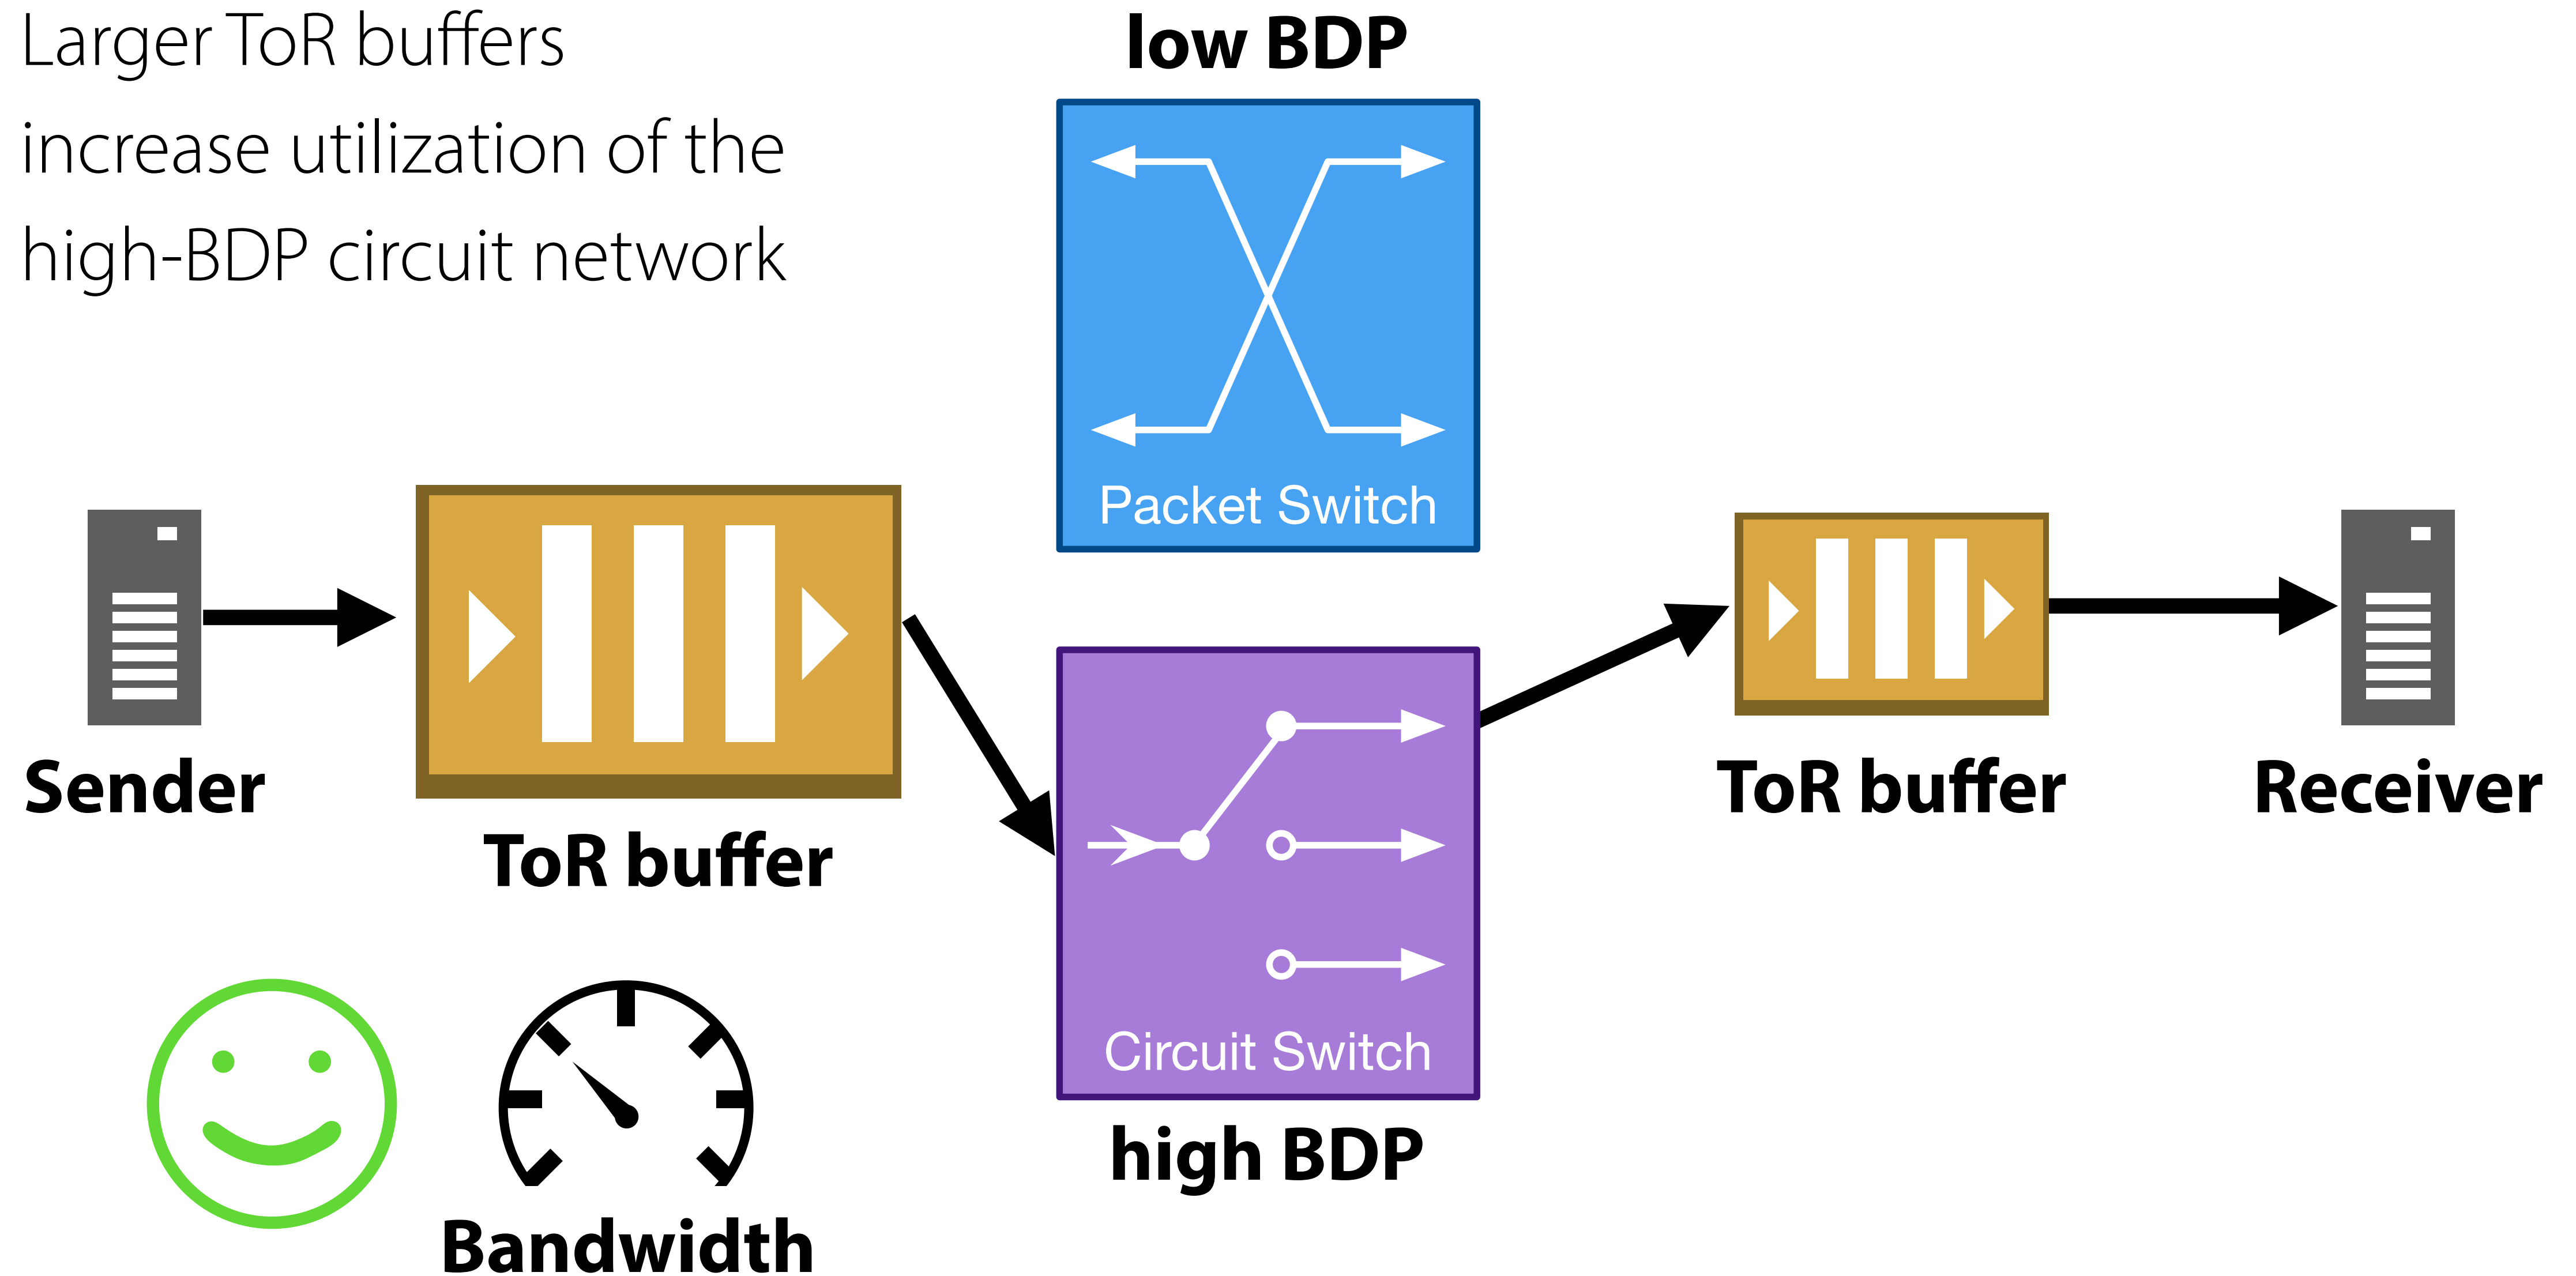 Larger ToR buffers
increase utilization of the
high-BDP circuit network
low BDP
Packet Switch
Sender
ToR buffer
Circuit Switch
high BDP
ToR buffer
Receiver
Bandwidth